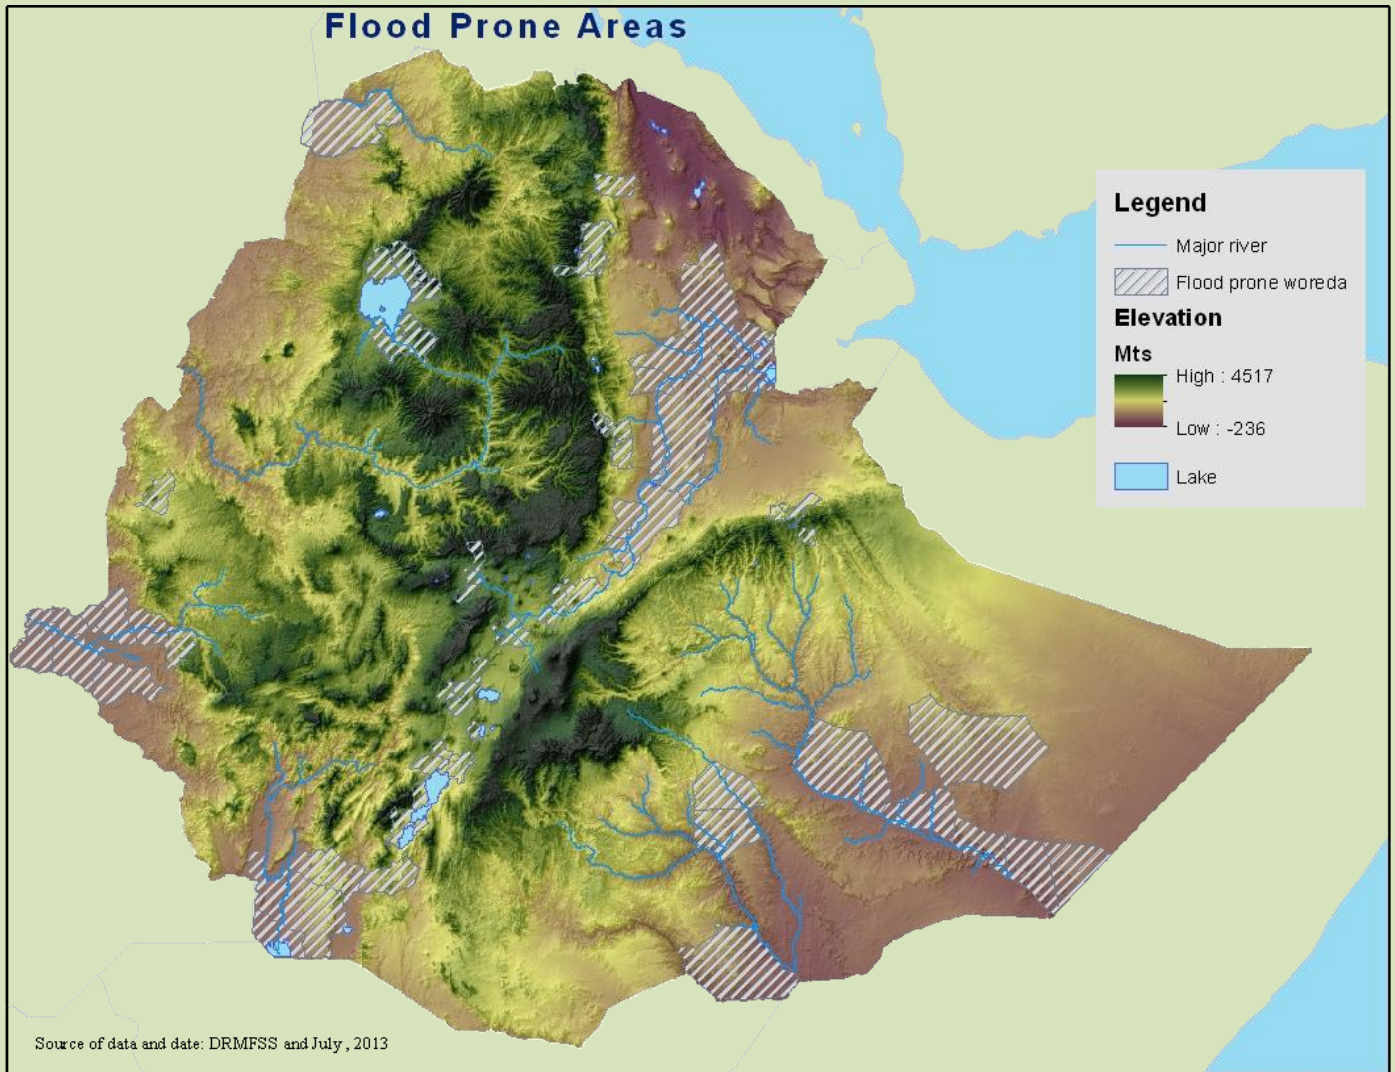 Flood Prone Areas
Legend
Major river
Flood prone woreda
Elevation
Mts
High : 4517
Low : -236
Lake
Source of data and date: DRMFSS and July , 2013